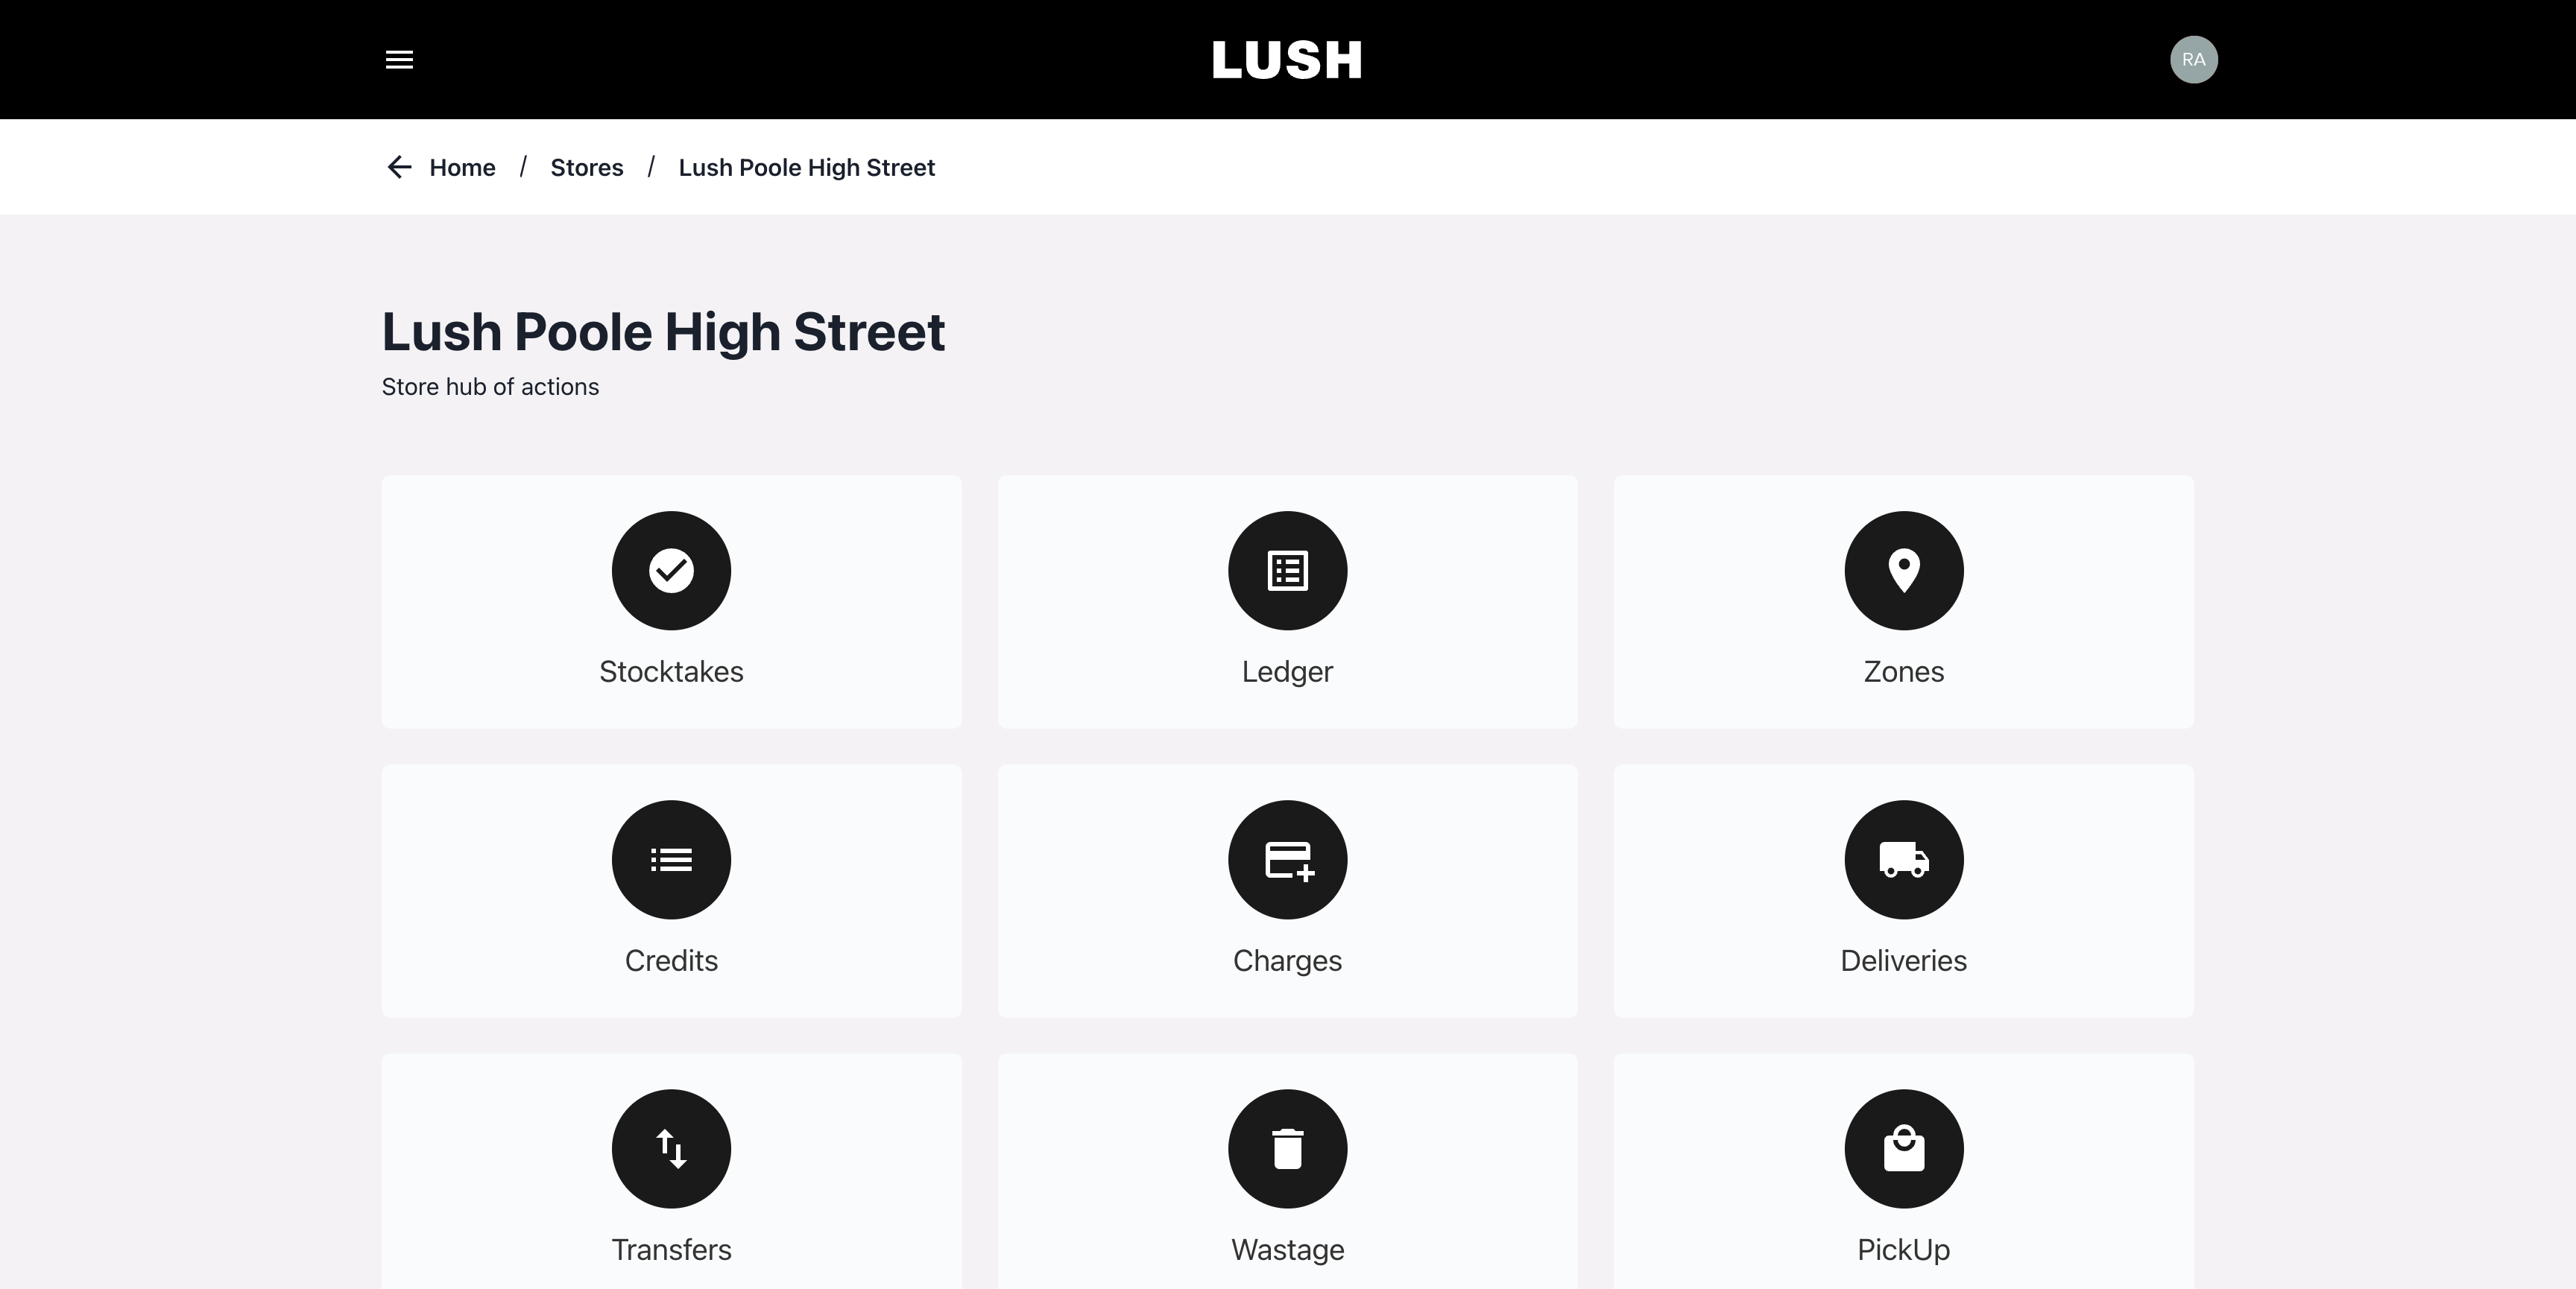 LUSH
RA
Home / Stores / Lush Poole High Street
Lush Poole High Street
Store hub of actions
Stocktakes
Ledger
Zones
Credits
Charges
Deliveries
Transfers
Wastage
PickUp